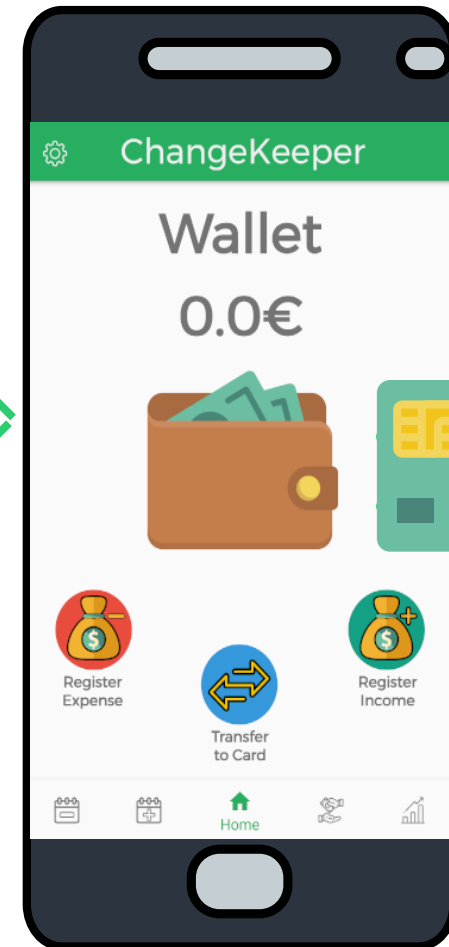 ChangeKeeper
Wallet
0.0€
$
$
Register
Expense
Register
Income
Transfer
to Card
Home